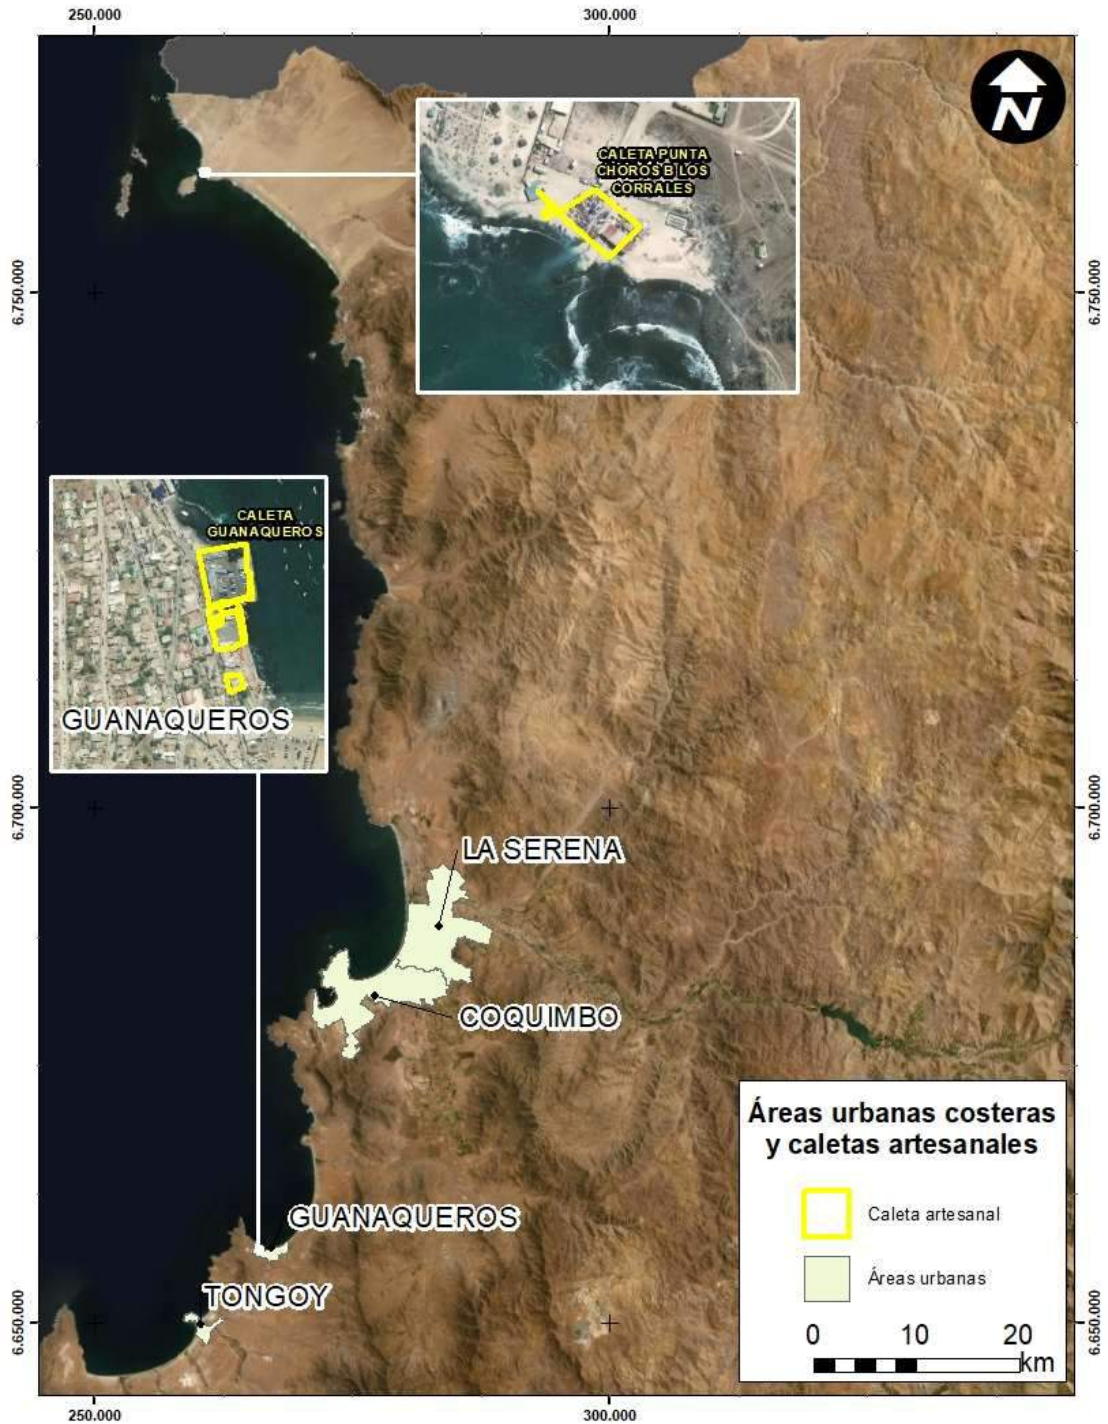 250.000
300.000
N
CALETA PUNTA
CHOROS B LOS
CORRALES
6.750.000
6.750.000
CALETA
GUANAQUEROS
GUANAQUEROS
6.700.000
6.700.000
LA SERENA
COQUIMBO
Áreas urbanas costeras
y caletas artesanales
Caleta artesanal
Áreas urbanas
0 10 20
km
GUANAQUEROS
TONGOY
6.650.000
6.650.000
250.000
300.000